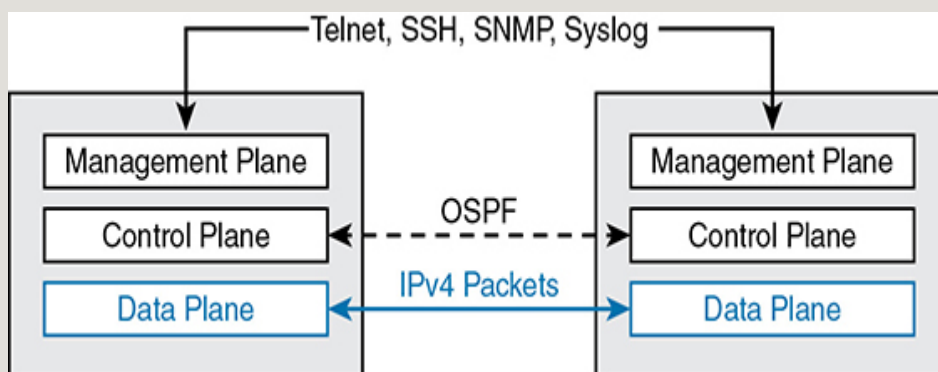 Telnet, SSH, SNMP, Syslog
Management Plane
Management Plane
OSPF
Control Plane
Control Plane
IPv4 Packets
Data Plane
Data Plane